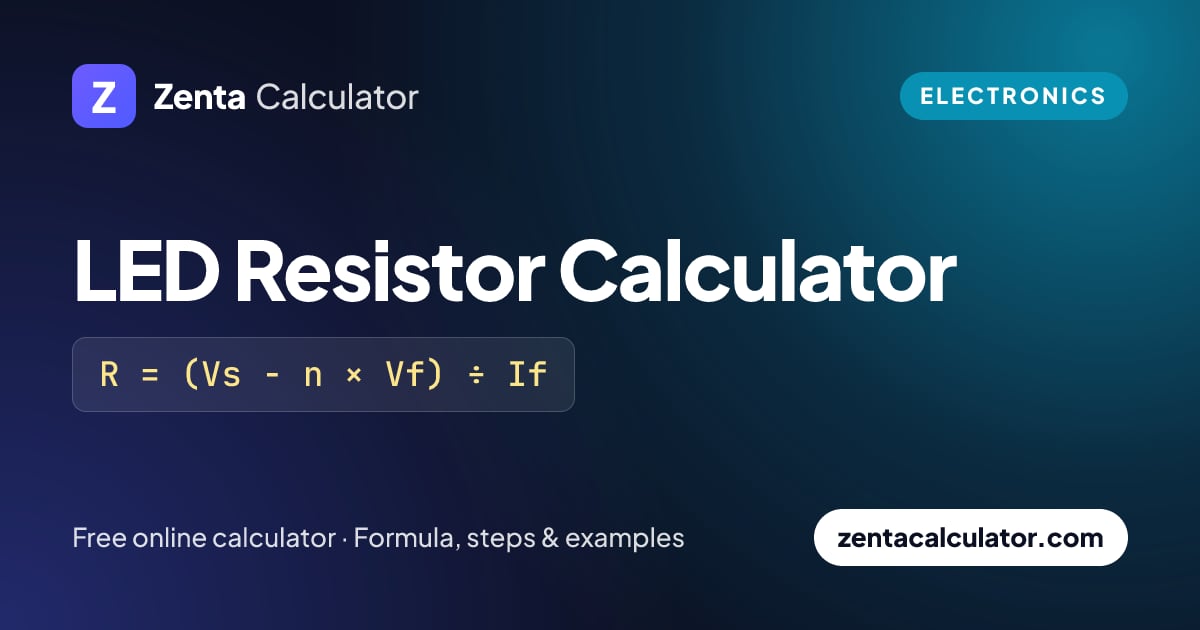 Z Zenta Calculator
ELECTRONICS
LED Resistor Calculator
R = (Vs - n × Vf) ÷ If
Free online calculator · Formula, steps & examples
zentacalculator.com